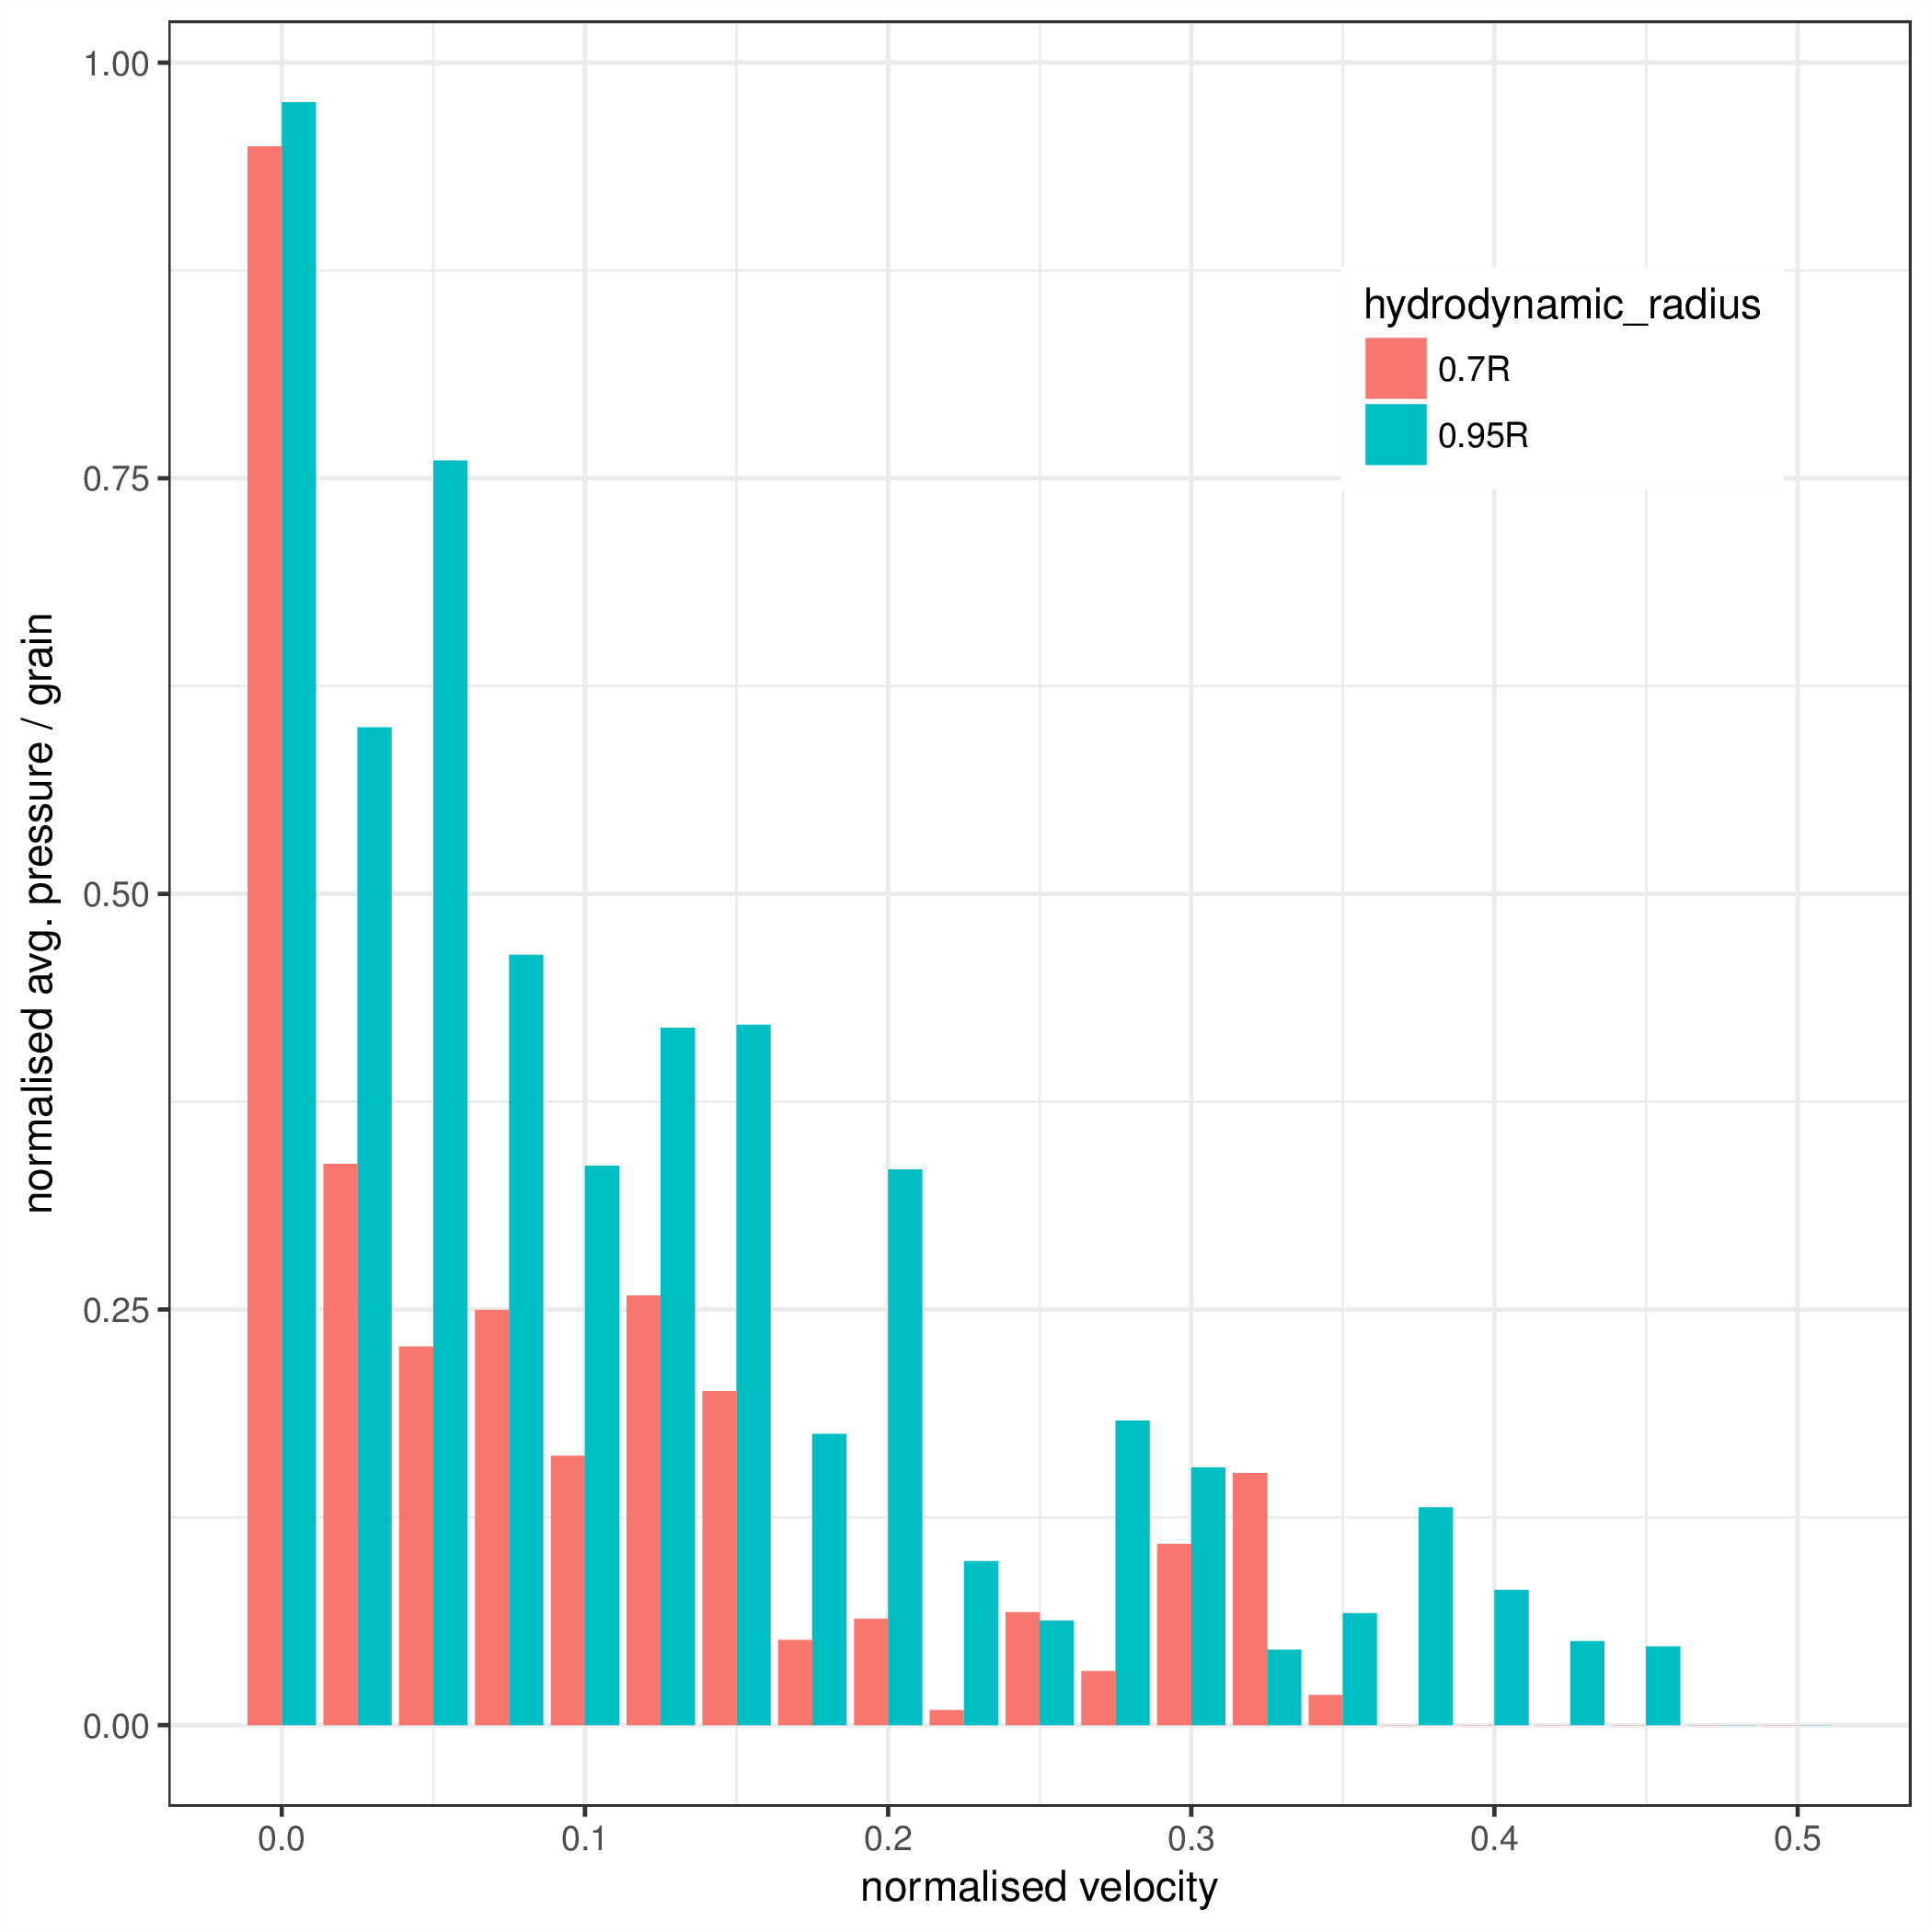 1.00
0.75
0.50
0.25
0.00
normalised avg. pressure / grain
hydrodynamic_radius
0.7R
0.95R
0.0 0.1 0.2 0.3 0.4 0.5
normalised velocity